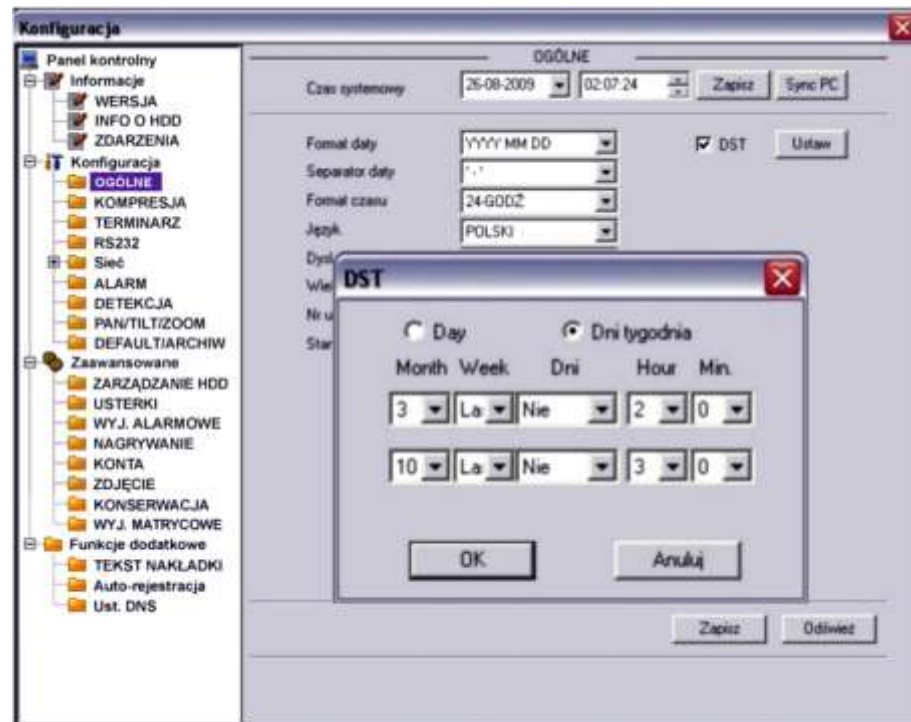 Konfiguracja
Panel kontrolny
Informacje
WERSJA
INFO O HDD
ZDARZENIA
Konfiguracja
OGÓLNE
KOMPRESJA
TERMINARZ
RS232
Sieć
ALARM
DETEKCJA
PAN/TILT/ZOOM
DEFAULT/ARCHIW
Zaawansowane
ZARZĄDZANIE HDD
USTERKI
WYJ. ALARMOWE
NAGRYWANIE
KONTA
ZDJĘCIE
KONSERWACJA
WYJ. MATRYCOWE
Funkcje dodatkowe
TEKST NAKŁADKI
Auto-rejestracja
Ust. DNS
OGÓLNE
Czas systemowy 26-08-2009 02:07:24 Zapisz Sync PC
Format daty YYYY MM DD DST Ustaw
Separator daty '-'
Format czasu 24-GODZ
Język POLSKI
DST
Day Dni tygodnia
Month Week Dni Hour Min.
3 La Nie 2 0
10 La Nie 3 0
OK Anuluj
Zapisz Odśwież